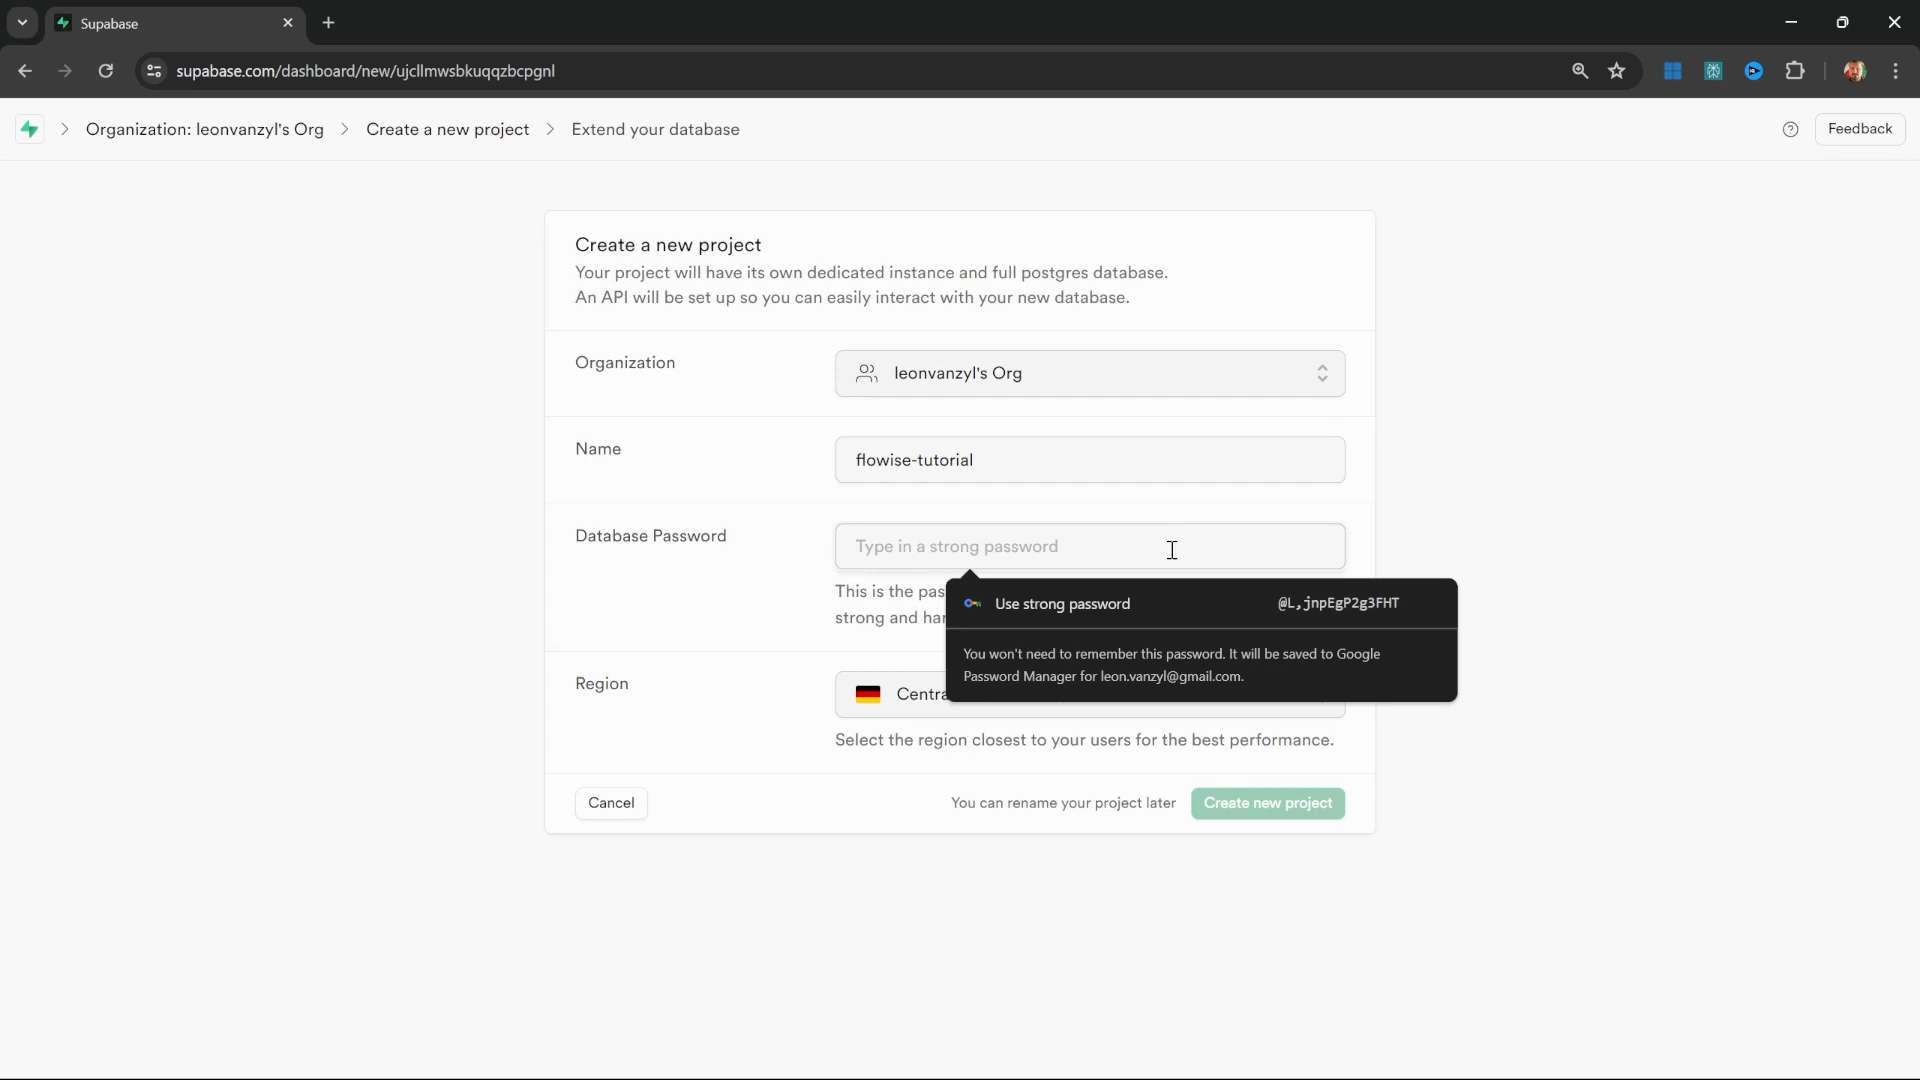 Supabase
supabase.com/dashboard/new/ujcllmwsbkuqqzbcpgnl
Organization: leonvanzyl's Org
Create a new project
Extend your database
Feedback
Create a new project
Your project will have its own dedicated instance and full postgres database.
An API will be set up so you can easily interact with your new database.
Organization
leonvanzyl's Org
Name
flowise-tutorial
Database Password
Type in a strong password
This is the pas
strong and har
Use strong password
@L,jnpEgP2g3FHT
You won't need to remember this password. It will be saved to Google
Password Manager for leon.vanzyl@gmail.com.
Region
Centra
Select the region closest to your users for the best performance.
Cancel
You can rename your project later
Create new project